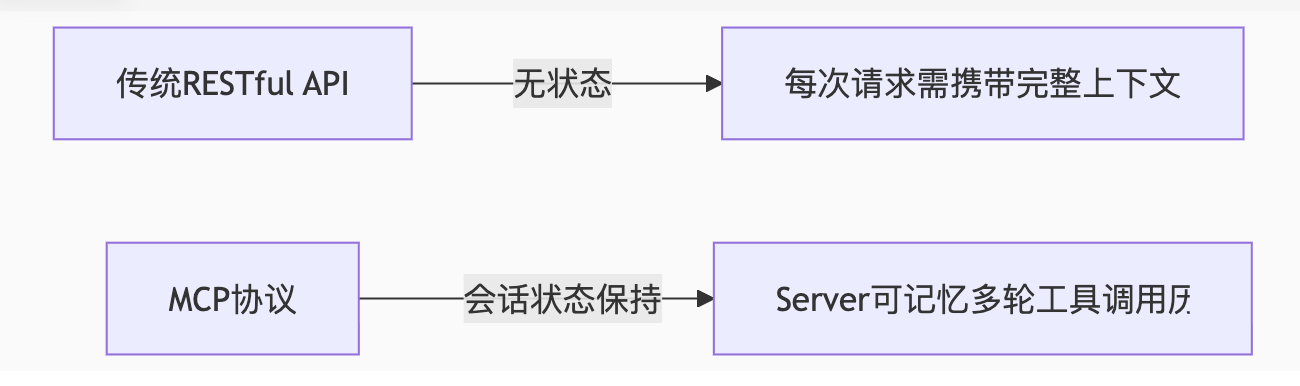 传统RESTful API
无状态
每次请求需携带完整上下文
MCP协议
会话状态保持
Server可记忆多轮工具调用历